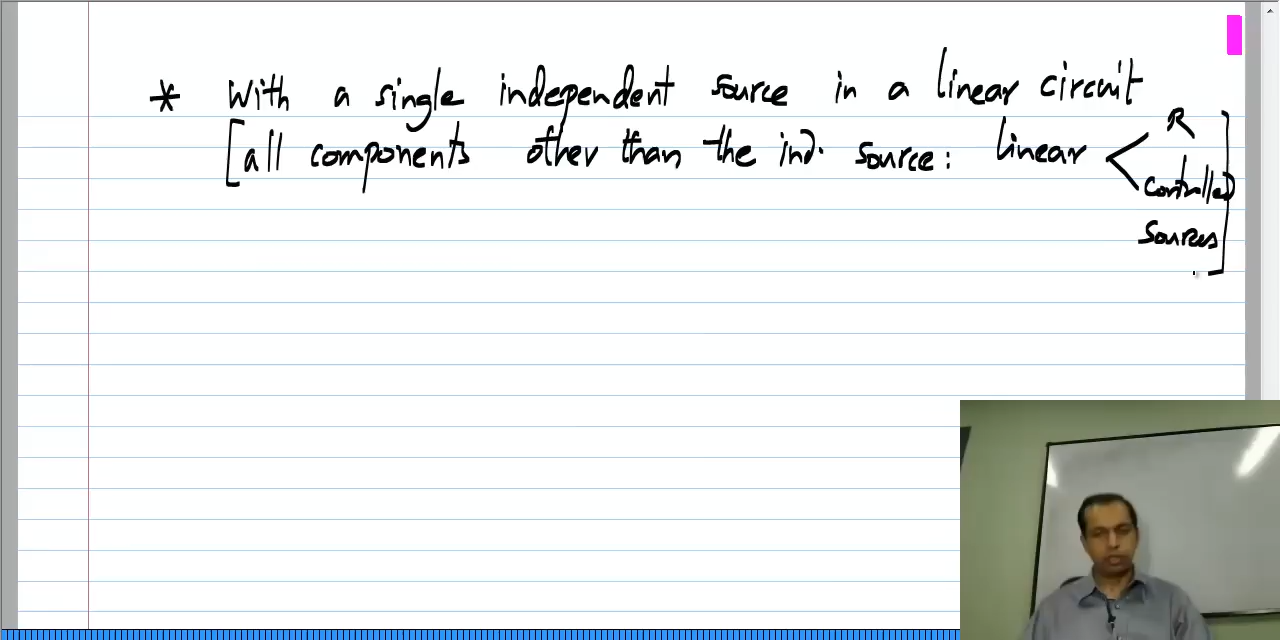 * With a single independent source in a linear circuit
[all components other than the ind. source: linear < R
controlled
sources]